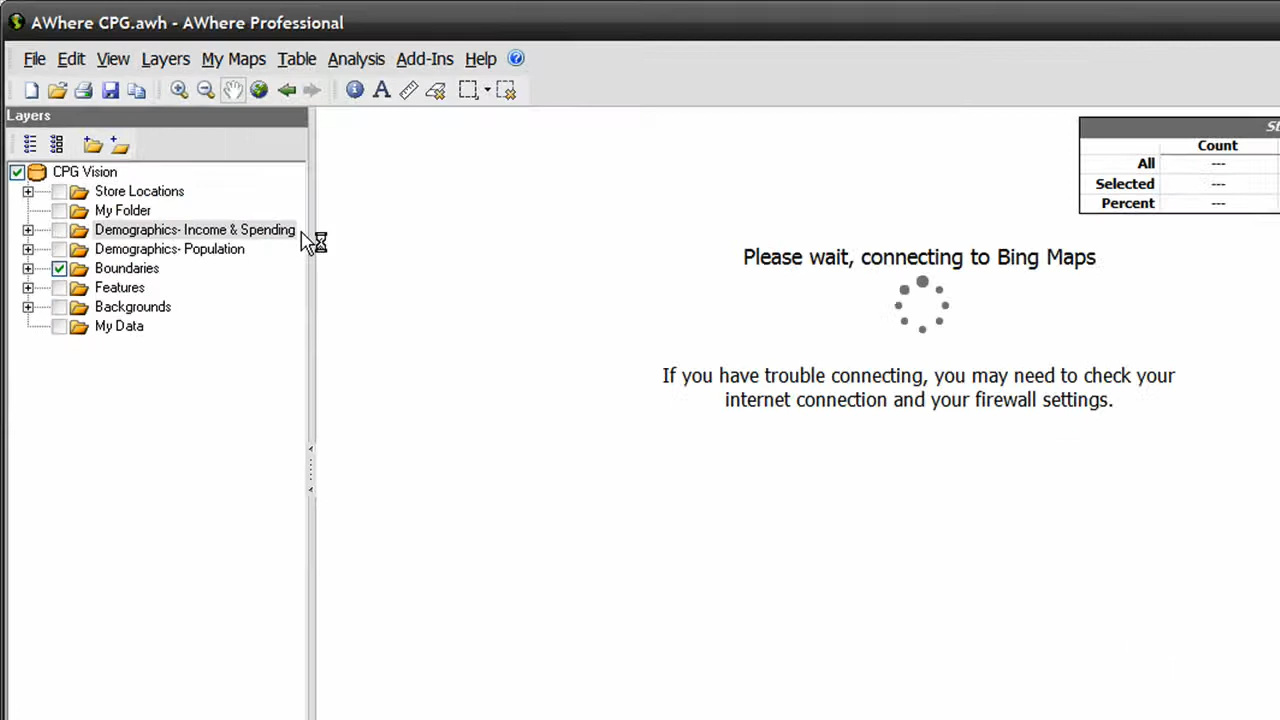 AWhere CPG.awh - AWhere Professional
File Edit View Layers My Maps Table Analysis Add-Ins Help
Layers
CPG Vision
Store Locations
My Folder
Demographics- Income & Spending
Demographics- Population
Boundaries
Features
Backgrounds
My Data
Count
All ---
Selected ---
Percent ---
Please wait, connecting to Bing Maps
If you have trouble connecting, you may need to check your
internet connection and your firewall settings.